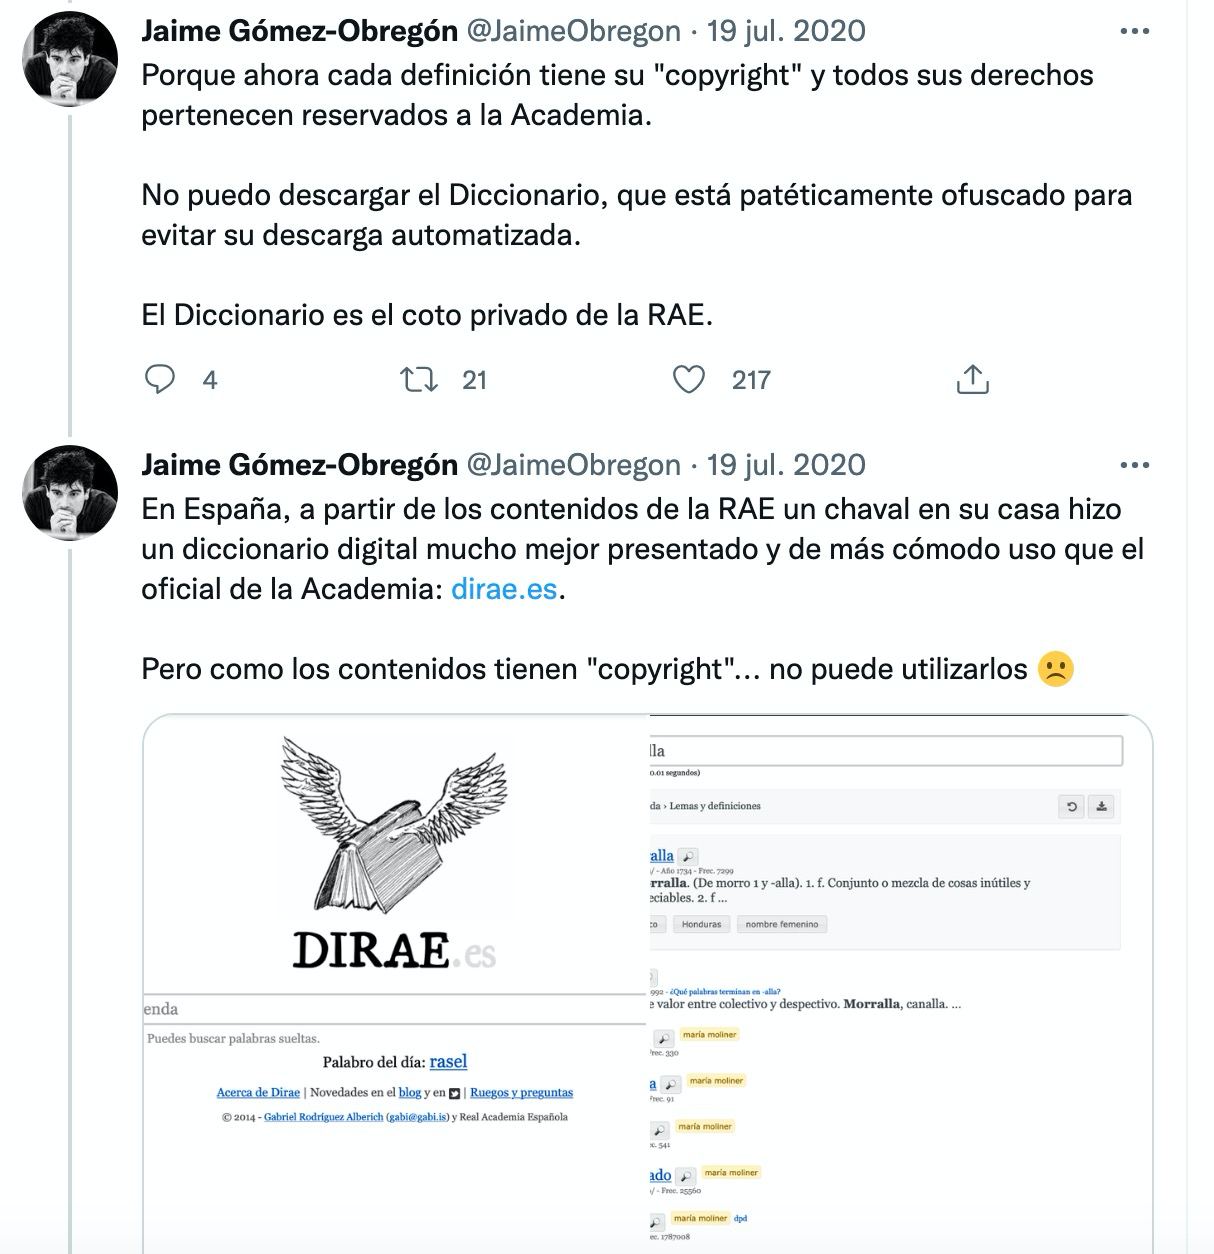 Jaime Gómez-Obregón @JaimeObregon · 19 jul. 2020
Porque ahora cada definición tiene su "copyright" y todos sus derechos
pertenecen reservados a la Academia.
No puedo descargar el Diccionario, que está patéticamente ofuscado para
evitar su descarga automatizada.
El Diccionario es el coto privado de la RAE.
4 21 217
Jaime Gómez-Obregón @JaimeObregon · 19 jul. 2020
En España, a partir de los contenidos de la RAE un chaval en su casa hizo
un diccionario digital mucho mejor presentado y de más cómodo uso que el
oficial de la Academia: dirae.es.
Pero como los contenidos tienen "copyright"... no puede utilizarlos 🙁
DIRAE.es
enda
Puedes buscar palabras sueltas.
Palabro del día: rasel
Acerca de Dirae | Novedades en el blog y en | Ruegos y preguntas
© 2014 - Gabriel Rodríguez Alberich (gabi@gabi.is) y Real Academia Española
lla
0.01 segundos)
da › Lemas y definiciones
alla
/ - Año 1734 - Frec. 7299
rralla. (De morro 1 y -alla). 1. f. Conjunto o mezcla de cosas inútiles y
eciables. 2. f ...
co Honduras nombre femenino
992 - ¿Qué palabras terminan en -alla?
e valor entre colectivo y despectivo. Morralla, canalla. ...
maría moliner
Frec. 330
a maría moliner
Frec. 91
maría moliner
ec. 541
ado maría moliner
/ - Frec. 25560
maría moliner dpd
ec. 1787008